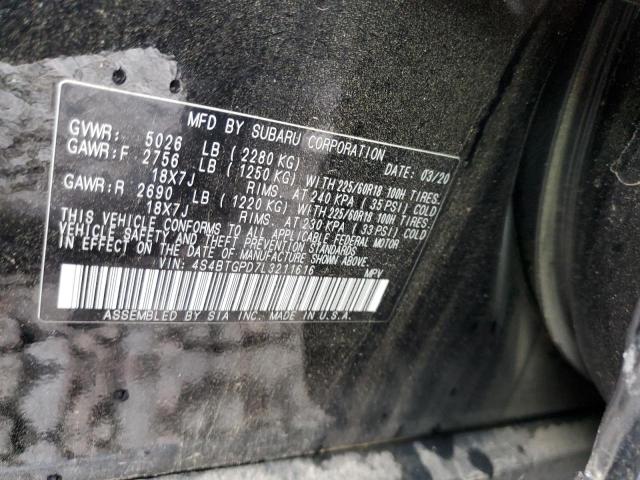 MFD BY SUBARU CORPORATION
GVWR: 5026 LB (2280 KG) DATE: 03/20
GAWR:F 2756 LB (1250 KG) WITH 225/60R18 100H TIRES.
18X7J RIMS AT 240 KPA (35 PSI) COLD
GAWR:R 2690 LB (1220 KG) WITH 225/60R18 100H TIRES.
18X7J RIMS AT 230 KPA (33 PSI) COLD
THIS VEHICLE CONFORMS TO ALL APPLICABLE FEDERAL MOTOR
VEHICLE SAFETY AND THEFT PREVENTION STANDARDS
IN EFFECT ON THE DATE OF MANUFACTURE SHOWN ABOVE.
VIN: 4S4BTGPD7L3211616 MPV
ASSEMBLED BY SIA INC. MADE IN U.S.A.